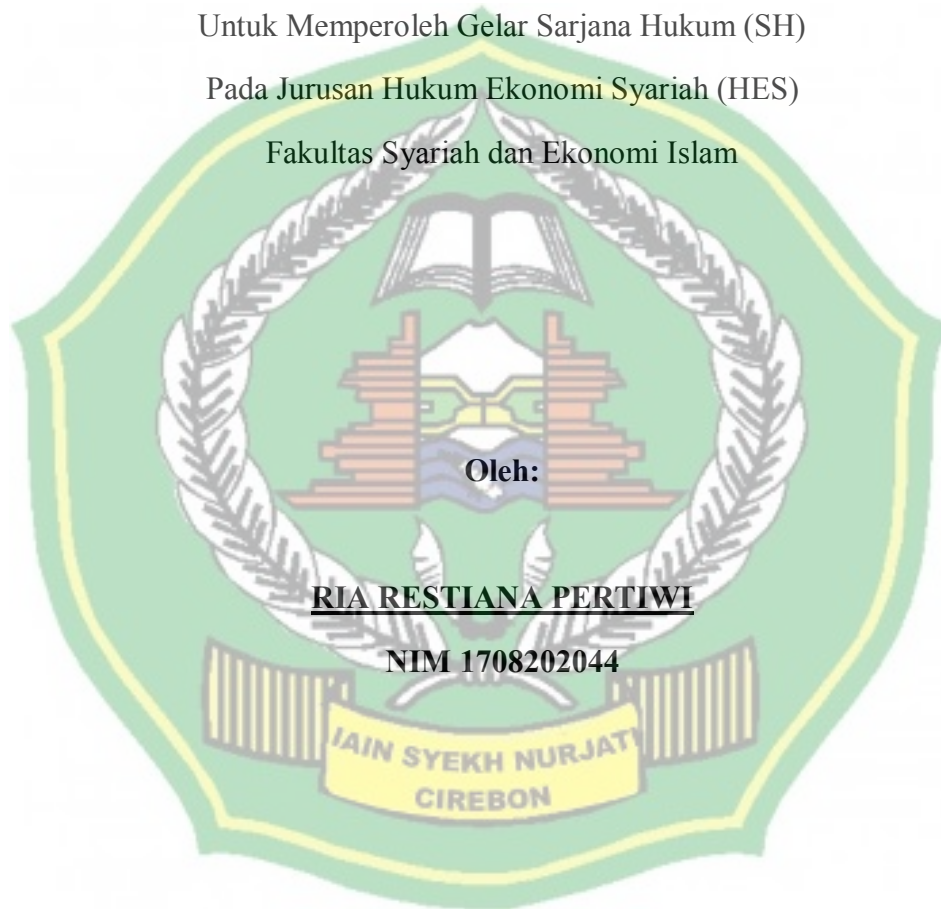 Untuk Memperoleh Gelar Sarjana Hukum (SH)
Pada Jurusan Hukum Ekonomi Syariah (HES)
Fakultas Syariah dan Ekonomi Islam
Oleh:
RIA RESTIANA PERTIWI
NIM 1708202044
IAIN SYEKH NURJATI
CIREBON